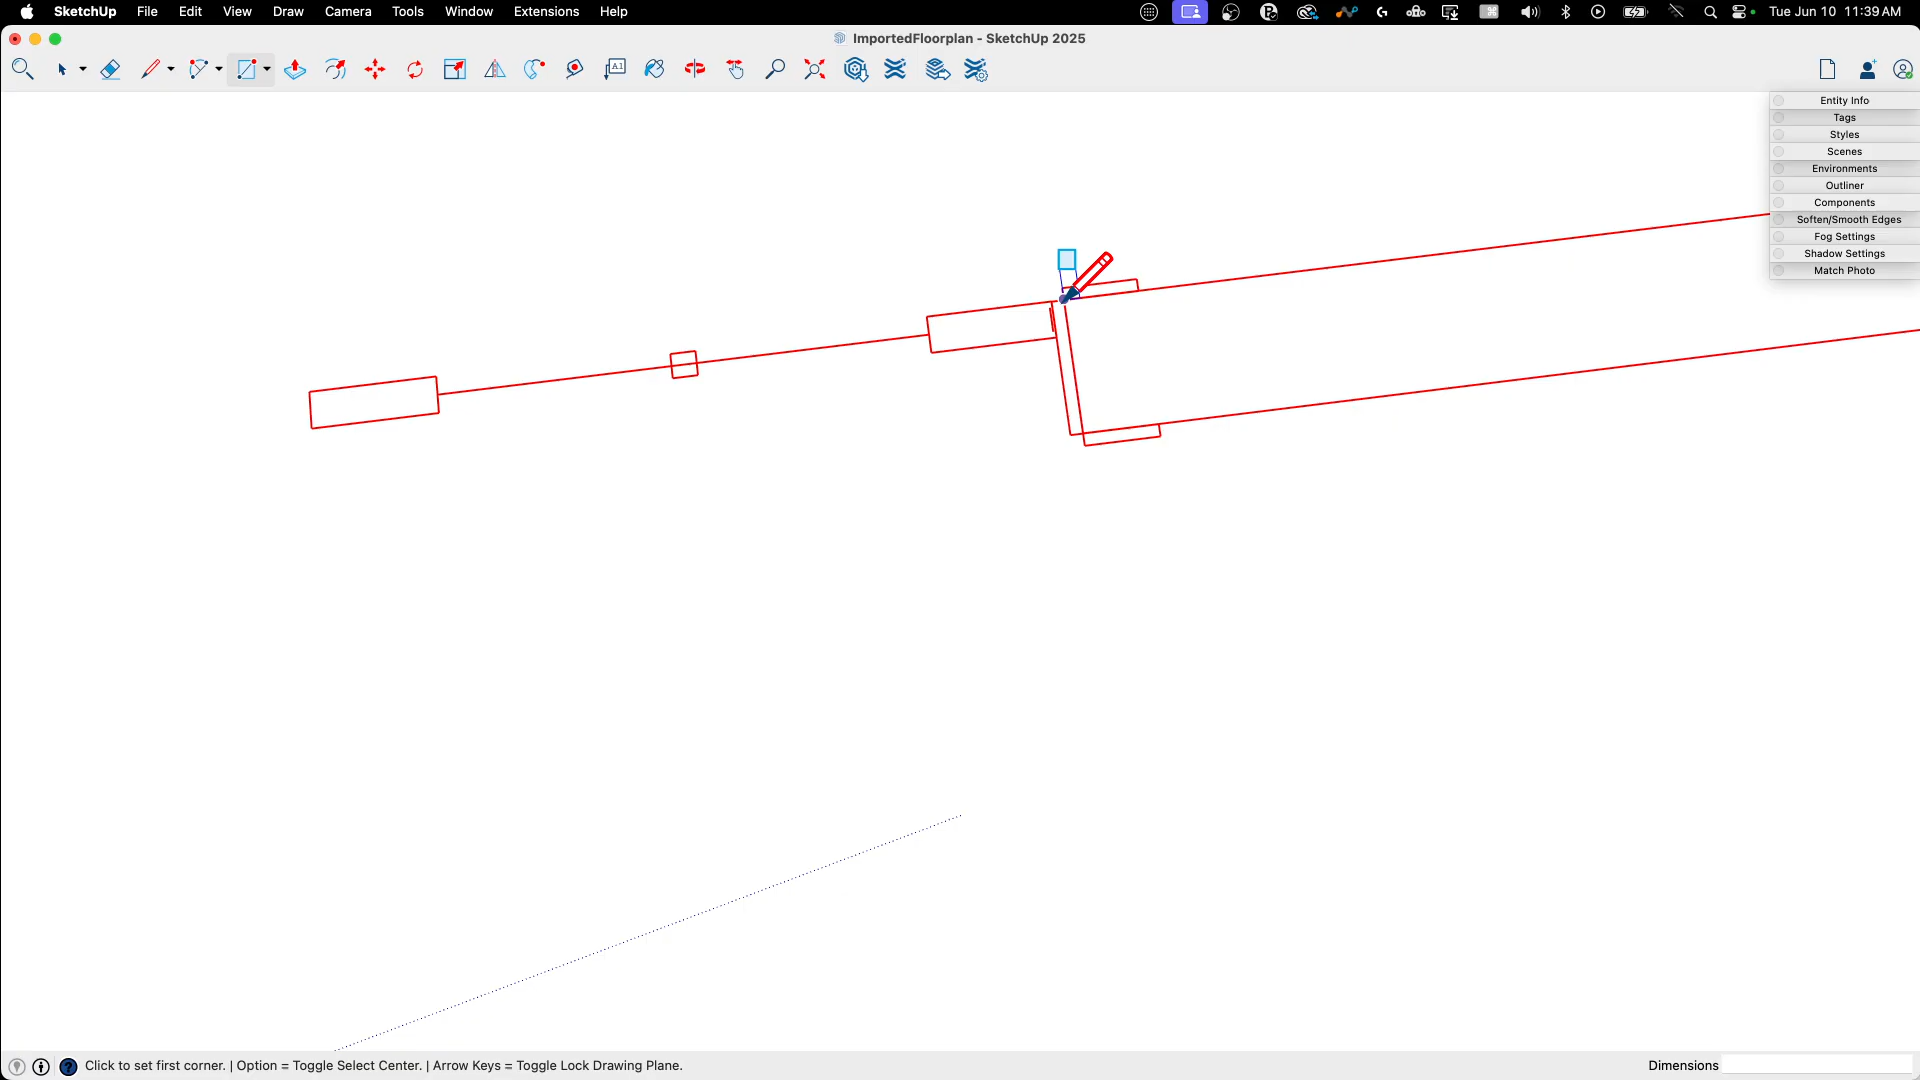 SketchUp File Edit View Draw Camera Tools Window Extensions Help Tue Jun 10 11:39 AM
ImportedFloorplan - SketchUp 2025
A1
Entity Info
Tags
Styles
Scenes
Environments
Outliner
Components
Soften/Smooth Edges
Fog Settings
Shadow Settings
Match Photo
Click to set first corner. | Option = Toggle Select Center. | Arrow Keys = Toggle Lock Drawing Plane. Dimensions